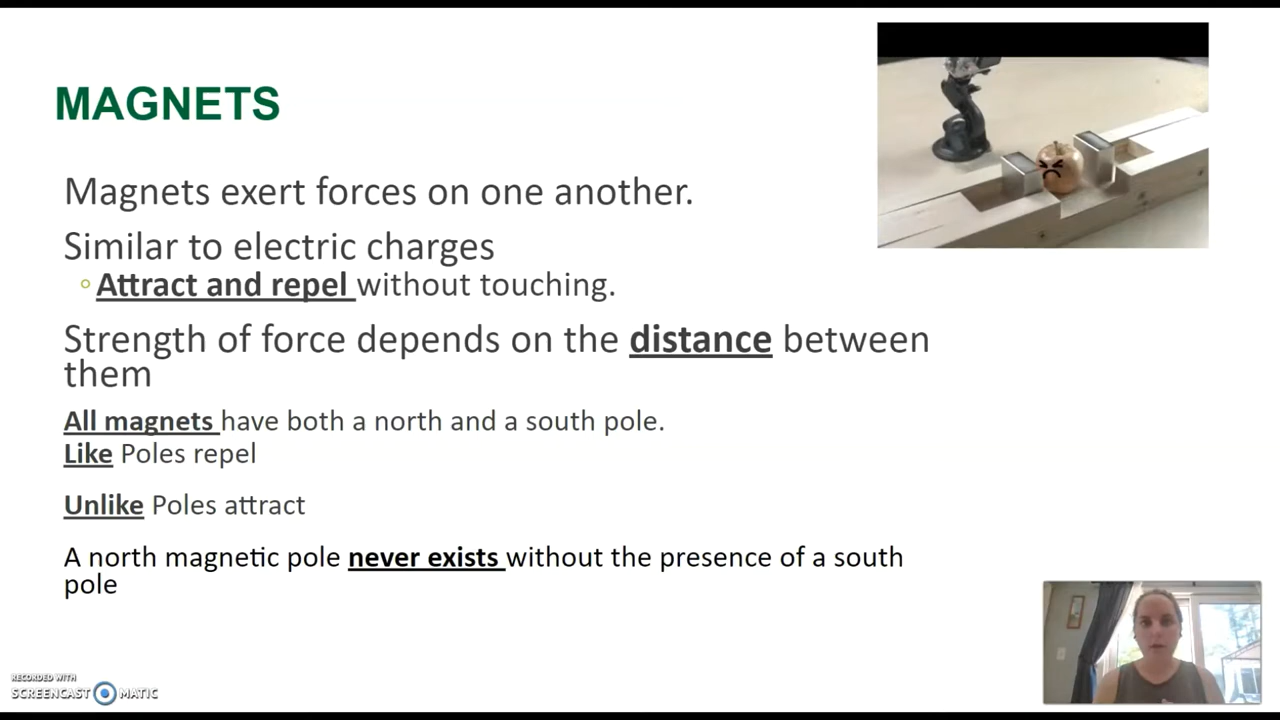 MAGNETS
Magnets exert forces on one another.
Similar to electric charges
Attract and repel without touching.
Strength of force depends on the distance between
them
All magnets have both a north and a south pole.
Like Poles repel
Unlike Poles attract
A north magnetic pole never exists without the presence of a south
pole
RECORDED WITH
SCREENCAST MATIC